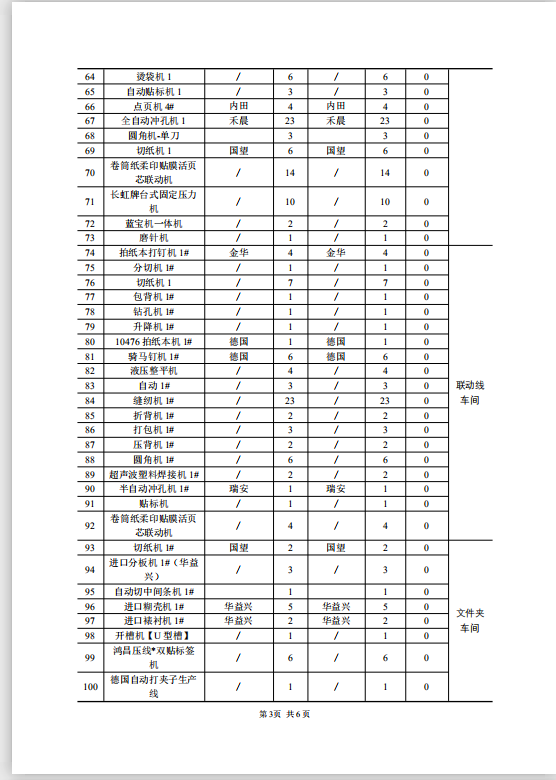 64 烫袋机 1 / 6 / 6 0
65 自动贴标机 1 / 3 / 3 0
66 点页机 4# 内田 4 内田 4 0
67 全自动冲孔机 1 禾晨 23 禾晨 23 0
68 圆角机-单刀 3 3 0
69 切纸机 1 国望 6 国望 6 0
70 卷筒纸柔印贴膜活页 / 14 / 14 0
芯联动机
71 长虹牌台式固定压力 / 10 / 10 0
机
72 蓝宝机一体机 / 2 / 2 0
73 磨针机 / 1 / 1 0
74 拍纸本打钉机 1# 金华 4 金华 4 0
75 分切机 1# / 1 / 1 0
76 切纸机 1 / 7 / 7 0
77 包背机 1# / 1 / 1 0
78 钻孔机 1# / 1 / 1 0
79 升降机 1# / 1 / 1 0
80 10476 拍纸本机 1# 德国 1 德国 1 0
81 骑马钉机 1# 德国 6 德国 6 0
82 液压整平机 / 4 / 4 0
83 自动 1# / 3 / 3 0
联动线
84 缝纫机 1# / 23 / 23 0
车间
85 折背机 1# / 2 / 2 0
86 打包机 1# / 3 / 3 0
87 压背机 1# / 2 / 2 0
88 圆角机 1# / 6 / 6 0
89 超声波塑料焊接机 1# / 2 / 2 0
90 半自动冲孔机 1# 瑞安 1 瑞安 1 0
91 贴标机 / 1 / 1 0
92 卷筒纸柔印贴膜活页 / 4 / 4 0
芯联动机
93 切纸机 1# 国望 2 国望 2 0
94 进口分板机 1#（华益 / 3 / 3 0
兴）
95 自动切中间条机 1# 1 1 0
96 进口糊壳机 1# 华益兴 5 华益兴 5 0
文件夹
97 进口裱衬机 1# 华益兴 2 华益兴 2 0
车间
98 开槽机【U 型槽】 / 1 / 1 0
99 鸿昌压线*双贴标签 / 6 / 6 0
机
100 德国自动打夹子生产 / 1 / 1 0
线
第 3页 共 6 页